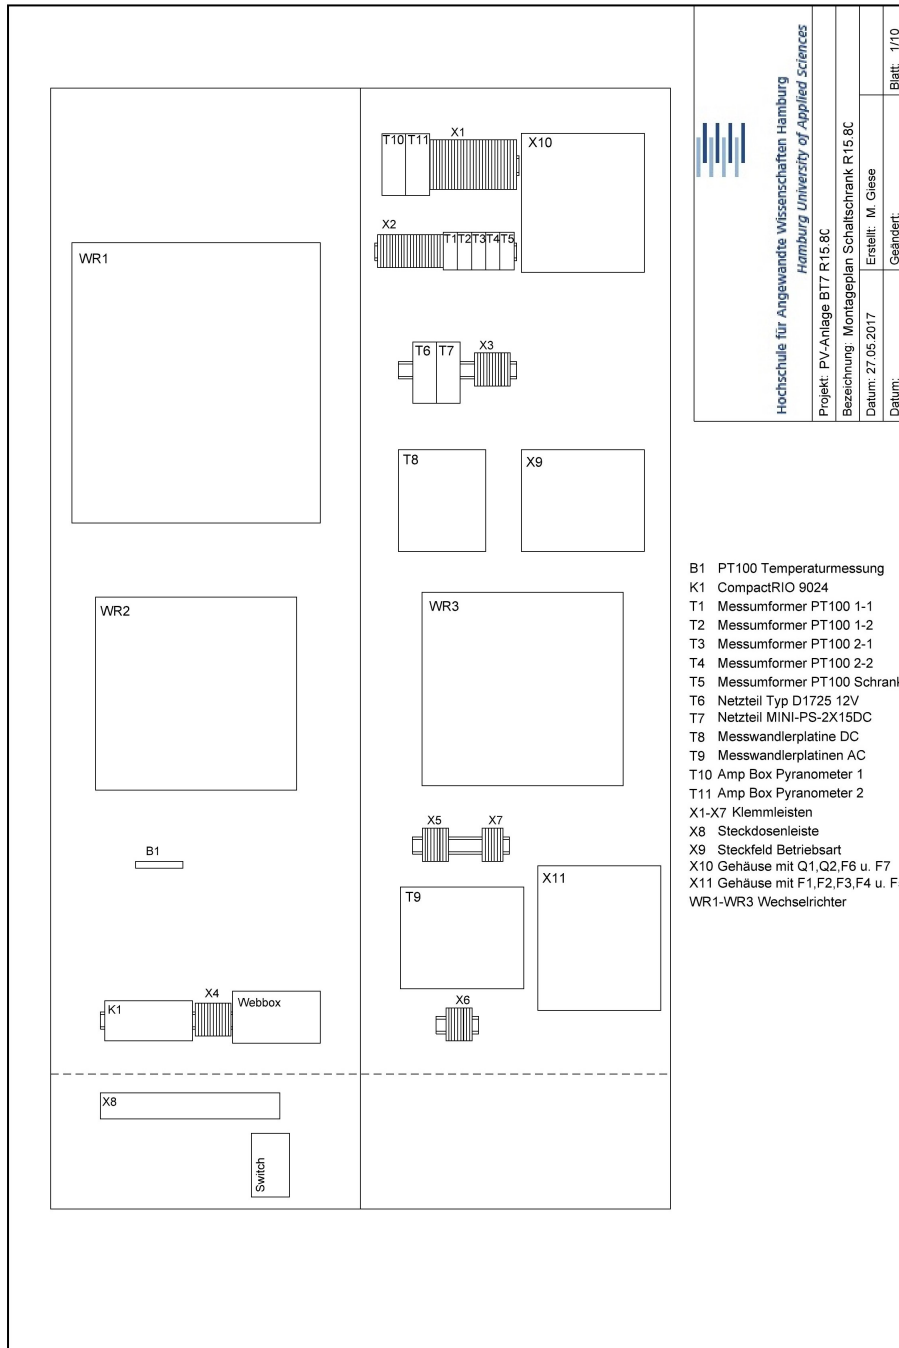 T10
T11
X1
X10
X2
T1
T2
T3
T4
T5
WR1
T6
T7
X3
T8
X9
WR2
WR3
X5
X7
B1
T9
X11
X4
X6
K1
Webbox
X8
Switch
Hochschule für Angewandte Wissenschaften Hamburg
Hamburg University of Applied Sciences
Projekt: PV-Anlage BT7 R15.80
Bezeichnung: Montageplan Schaltschrank R15.80
Datum: 27.05.2017
Erstellt: M. Giese
Datum:
Geändert:
Blatt: 1/10
B1 PT100 Temperaturmessung
K1 CompactRIO 9024
T1 Messumformer PT100 1-1
T2 Messumformer PT100 1-2
T3 Messumformer PT100 2-1
T4 Messumformer PT100 2-2
T5 Messumformer PT100 Schrank
T6 Netzteil Typ D1725 12V
T7 Netzteil MINI-PS-2X15DC
T8 Messwandlerplatine DC
T9 Messwandlerplatinen AC
T10 Amp Box Pyranometer 1
T11 Amp Box Pyranometer 2
X1-X7 Klemmleisten
X8 Steckdosenleiste
X9 Steckfeld Betriebsart
X10 Gehäuse mit Q1,Q2,F6 u. F7
X11 Gehäuse mit F1,F2,F3,F4 u.
WR1-WR3 Wechselrichter